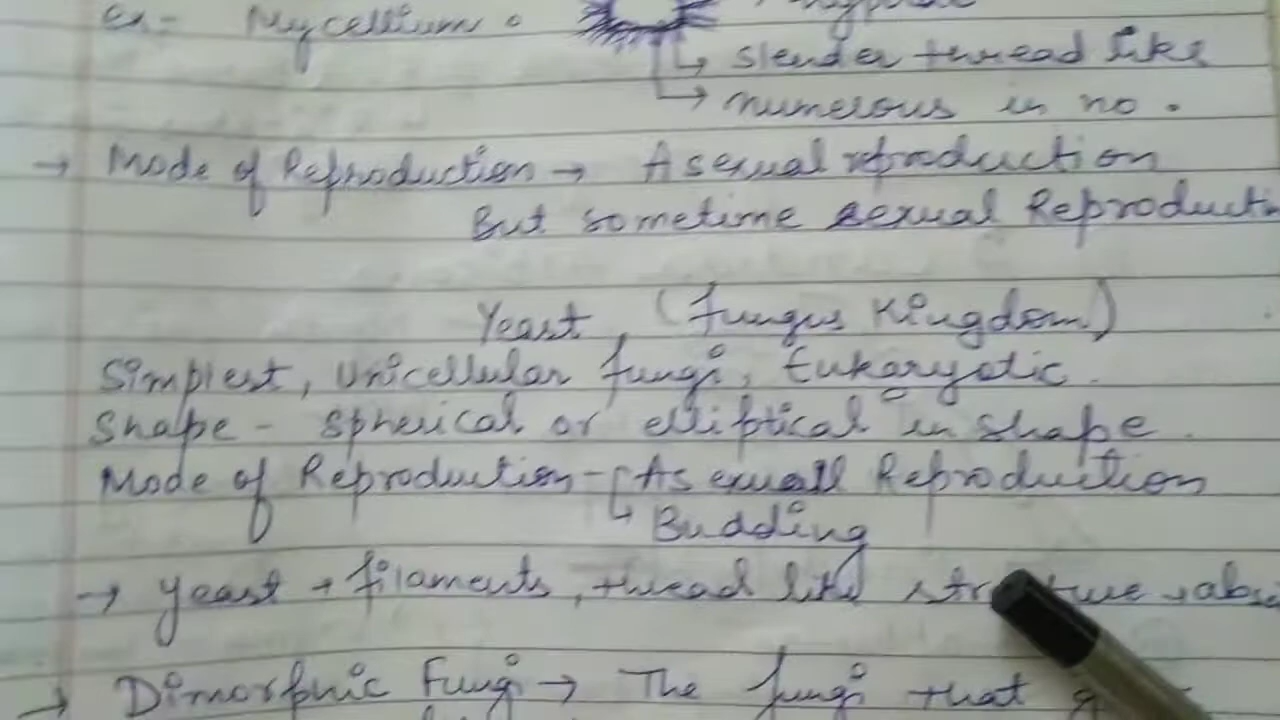 Ex:- Mycellium.
→ slender thread like
→ numerous in no.
→ Mode of Reproduction → Asexual reproduction
But sometime sexual Reproducti
Yeast (fungus Kingdom)
Simplest, Unicellular fungi, Eukaryotic.
Shape - Spherical or elliptical in shape.
Mode of Reproduction - Asexuall Reproduction
↳ Budding
→ Yeast → filaments, thread like
→ Dimorphic Fungi → The fungi that